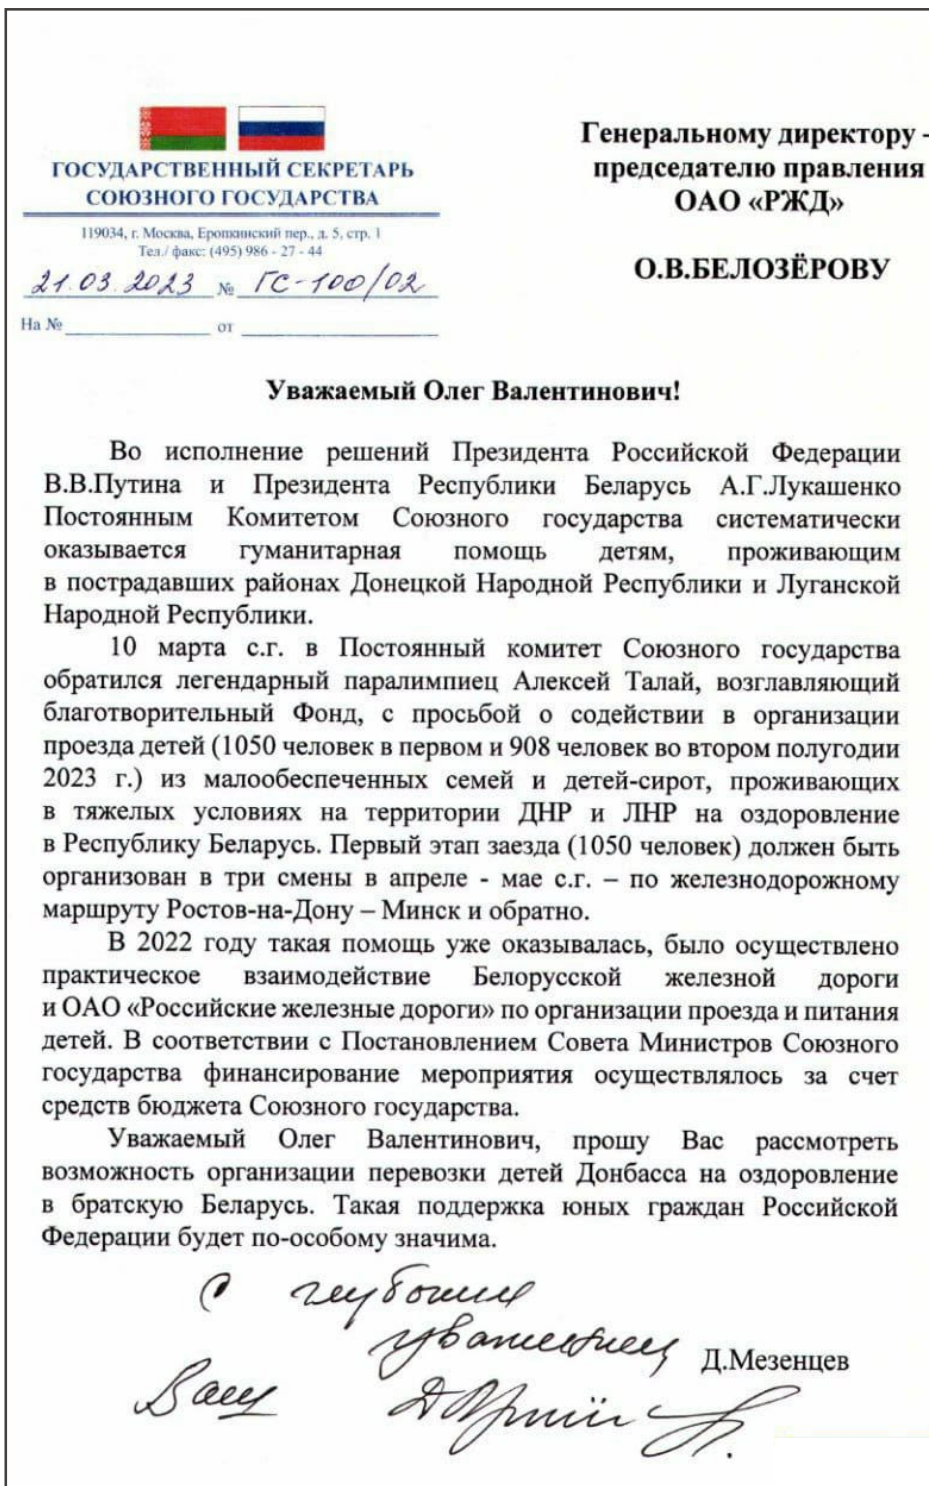 ГОСУДАРСТВЕННЫЙ СЕКРЕТАРЬ
СОЮЗНОГО ГОСУДАРСТВА
119034, г. Москва, Еропкинский пер., д. 5, стр. 1
Тел./ факс: (495) 986 - 27 - 44
21.03.2023 № ГС-100/02
На № от
Генеральному директору -
председателю правления
ОАО «РЖД»
О.В.БЕЛОЗЁРОВУ
Уважаемый Олег Валентинович!
Во исполнение решений Президента Российской Федерации
В.В.Путина и Президента Республики Беларусь А.Г.Лукашенко
Постоянным Комитетом Союзного государства систематически
оказывается гуманитарная помощь детям, проживающим
в пострадавших районах Донецкой Народной Республики и Луганской
Народной Республики.
10 марта с.г. в Постоянный комитет Союзного государства
обратился легендарный паралимпиец Алексей Талай, возглавляющий
благотворительный Фонд, с просьбой о содействии в организации
проезда детей (1050 человек в первом и 908 человек во втором полугодии
2023 г.) из малообеспеченных семей и детей-сирот, проживающих
в тяжелых условиях на территории ДНР и ЛНР на оздоровление
в Республику Беларусь. Первый этап заезда (1050 человек) должен быть
организован в три смены в апреле - мае с.г. – по железнодорожному
маршруту Ростов-на-Дону – Минск и обратно.
В 2022 году такая помощь уже оказывалась, было осуществлено
практическое взаимодействие Белорусской железной дороги
и ОАО «Российские железные дороги» по организации проезда и питания
детей. В соответствии с Постановлением Совета Министров Союзного
государства финансирование мероприятия осуществлялось за счет
средств бюджета Союзного государства.
Уважаемый Олег Валентинович, прошу Вас рассмотреть
возможность организации перевозки детей Донбасса на оздоровление
в братскую Беларусь. Такая поддержка юных граждан Российской
Федерации будет по-особому значима.
С глубоким
уважением
Д.Мезенцев
Ваш